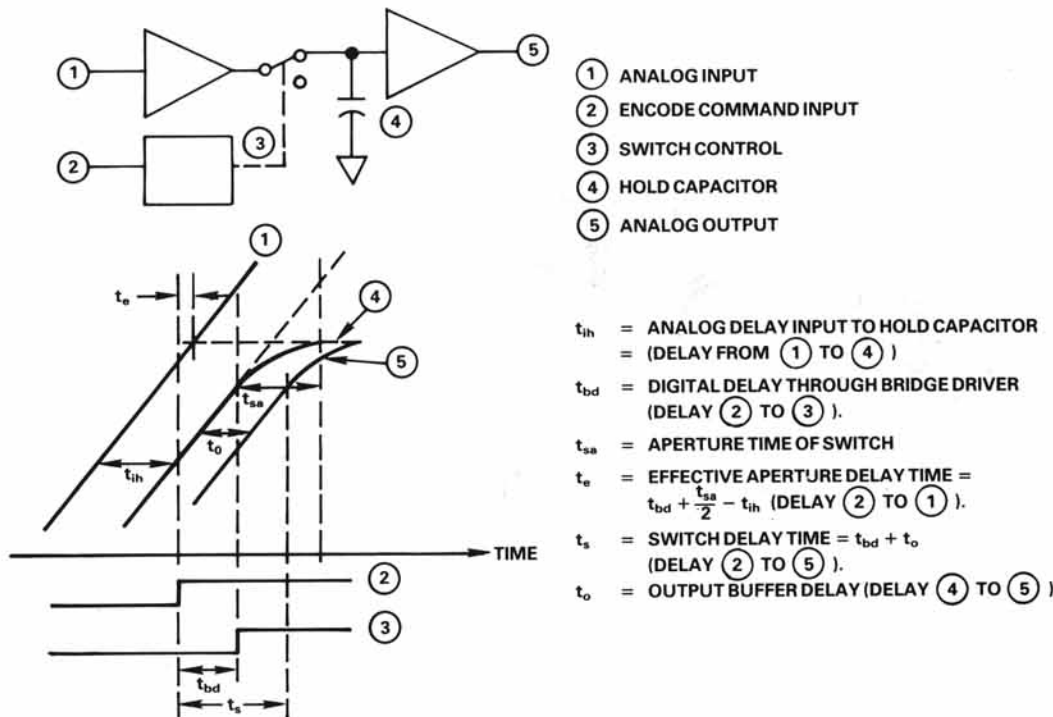 1
2
3
4
5
1 ANALOG INPUT
2 ENCODE COMMAND INPUT
3 SWITCH CONTROL
4 HOLD CAPACITOR
5 ANALOG OUTPUT
1
te
4
5
tsa
to
tih
TIME
2
3
tbd
ts
tih = ANALOG DELAY INPUT TO HOLD CAPACITOR
= (DELAY FROM 1 TO 4 )
tbd = DIGITAL DELAY THROUGH BRIDGE DRIVER
(DELAY 2 TO 3 ).
tsa = APERTURE TIME OF SWITCH
te = EFFECTIVE APERTURE DELAY TIME =
tbd + tsa/2 − tih (DELAY 2 TO 1 ).
ts = SWITCH DELAY TIME = tbd + to
(DELAY 2 TO 5 ).
to = OUTPUT BUFFER DELAY (DELAY 4 TO 5 )